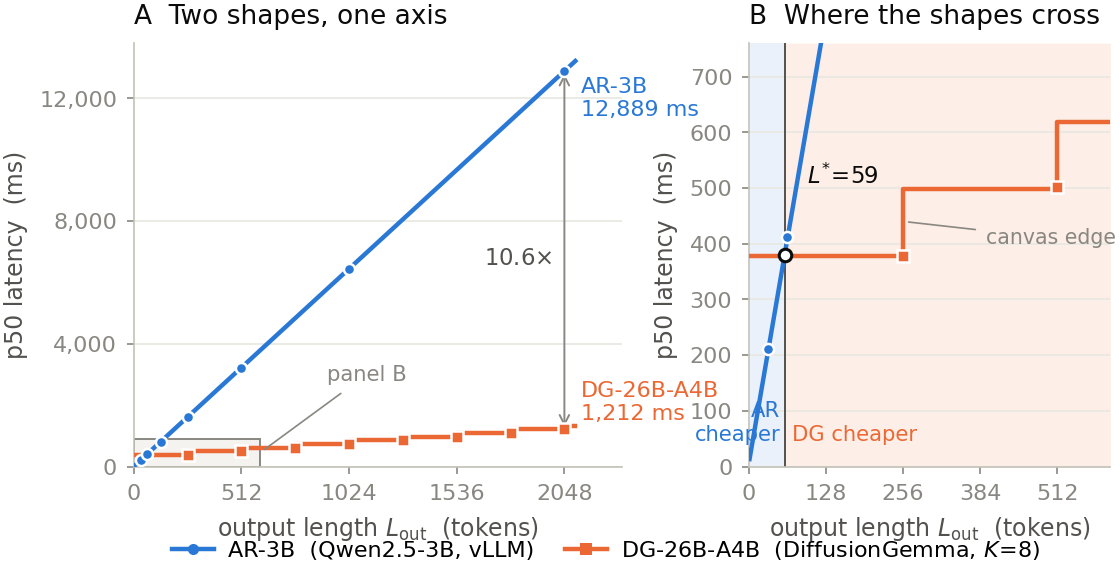 A Two shapes, one axis
B Where the shapes cross
p50 latency (ms)
12,000
8,000
4,000
0
AR-3B
12,889 ms
10.6×
panel B
DG-26B-A4B
1,212 ms
0 512 1024 1536 2048
output length L_out (tokens)
p50 latency (ms)
700
600
500
400
300
200
100
0
L*=59
canvas edge
AR
cheaper
DG cheaper
0 128 256 384 512
output length L_out (tokens)
AR-3B (Qwen2.5-3B, vLLM)
DG-26B-A4B (DiffusionGemma, K=8)